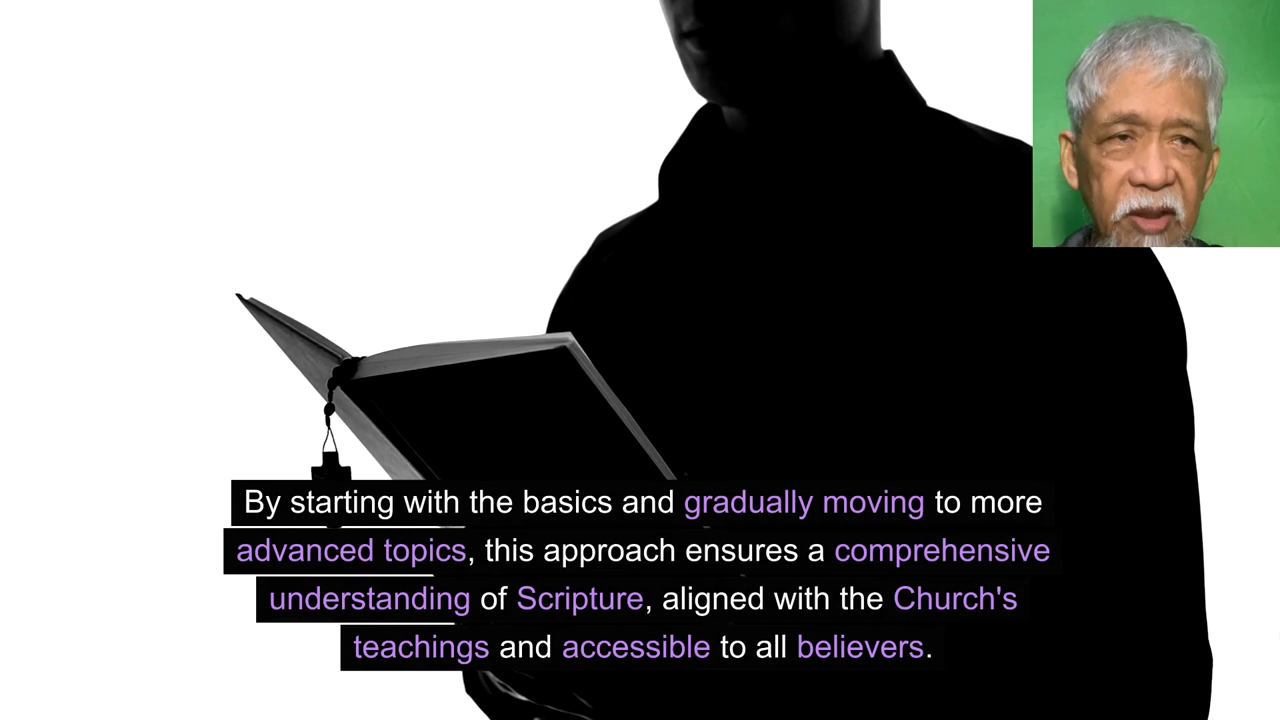 By starting with the basics and gradually moving to more
advanced topics, this approach ensures a comprehensive
understanding of Scripture, aligned with the Church's
teachings and accessible to all believers.